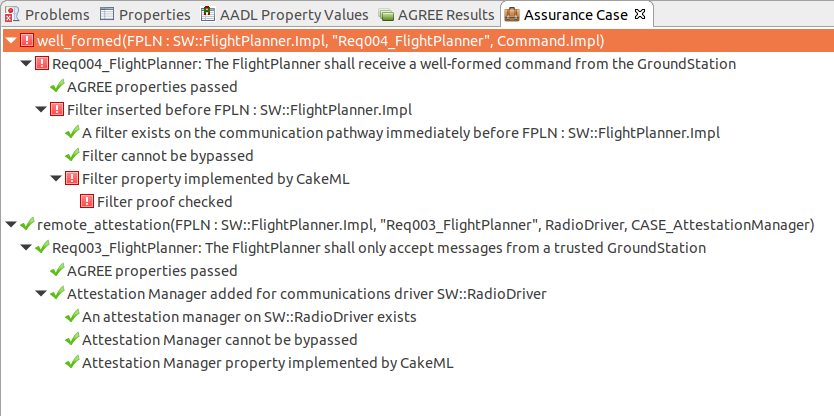 Problems Properties AADL Property Values AGREE Results Assurance Case
well_formed(FPLN : SW::FlightPlanner.Impl, "Req004_FlightPlanner", Command.Impl)
Req004_FlightPlanner: The FlightPlanner shall receive a well-formed command from the GroundStation
AGREE properties passed
Filter inserted before FPLN : SW::FlightPlanner.Impl
A filter exists on the communication pathway immediately before FPLN : SW::FlightPlanner.Impl
Filter cannot be bypassed
Filter property implemented by CakeML
Filter proof checked
remote_attestation(FPLN : SW::FlightPlanner.Impl, "Req003_FlightPlanner", RadioDriver, CASE_AttestationManager)
Req003_FlightPlanner: The FlightPlanner shall only accept messages from a trusted GroundStation
AGREE properties passed
Attestation Manager added for communications driver SW::RadioDriver
An attestation manager on SW::RadioDriver exists
Attestation Manager cannot be bypassed
Attestation Manager property implemented by CakeML